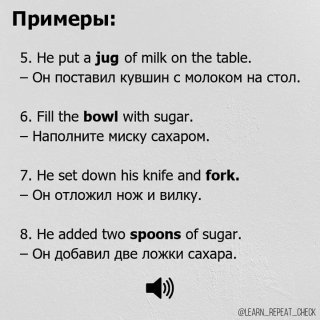 Примеры:
5. He put a jug of milk on the table.
– Он поставил кувшин с молоком на стол.
6. Fill the bowl with sugar.
– Наполните миску сахаром.
7. He set down his knife and fork.
– Он отложил нож и вилку.
8. He added two spoons of sugar.
– Он добавил две ложки сахара.
@LEARN_REPEAT_CHECK